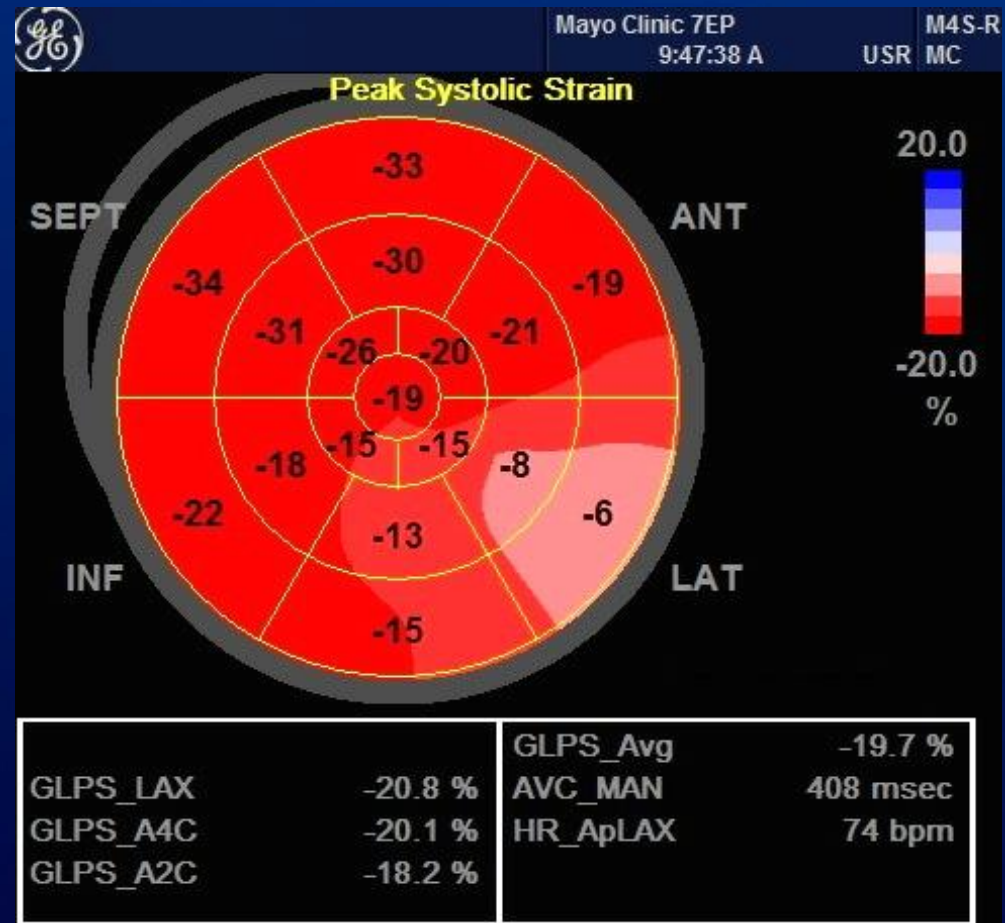 GE
Mayo Clinic 7EP
M4S-R
9:47:38 A
USR
MC
Peak Systolic Strain
20.0
-33
SEPT
ANT
-30
-34
-19
-31
-21
-26
-20
-20.0
-19
%
-15
-15
-18
-8
-22
-6
-13
INF
LAT
-15
GLPS_LAX -20.8 %
GLPS_A4C -20.1 %
GLPS_A2C -18.2 %
GLPS_Avg -19.7 %
AVC_MAN 408 msec
HR_ApLAX 74 bpm